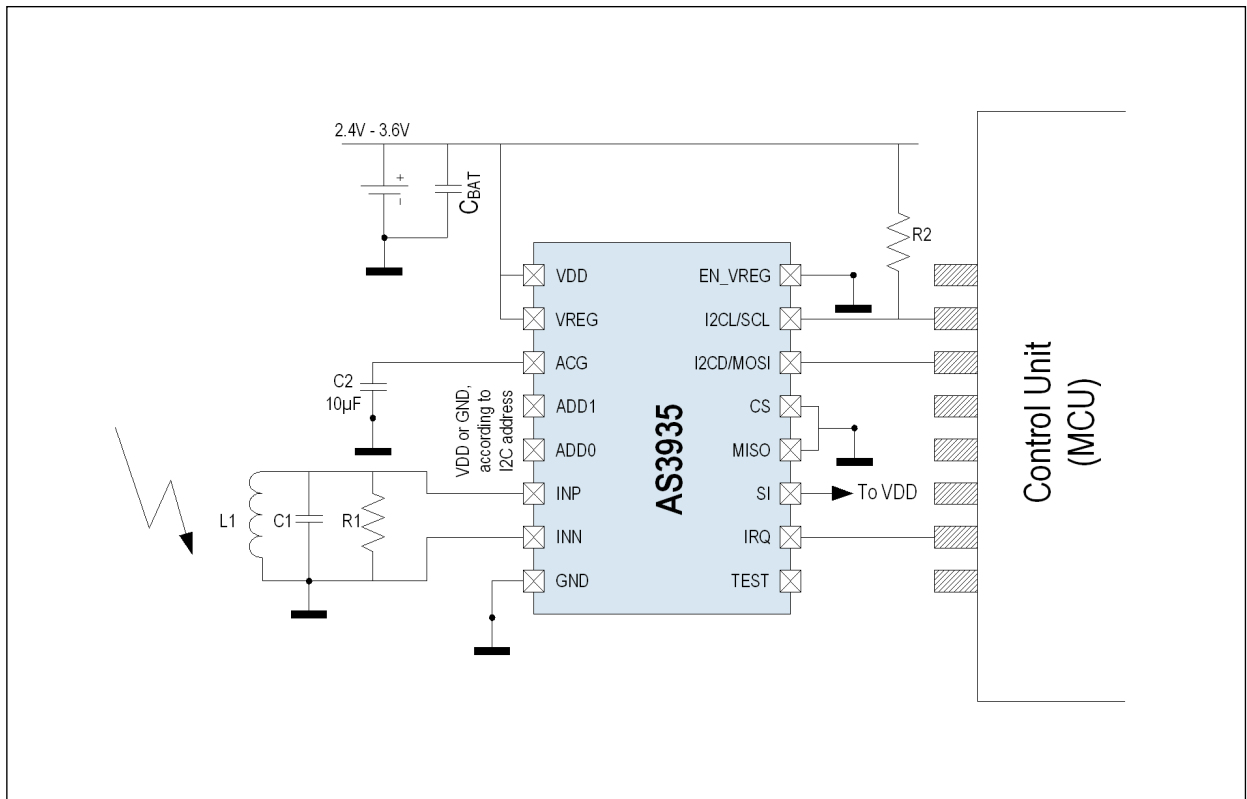 2.4V - 3.6V
+
-
CBAT
R2
VDD
VREG
ACG
ADD1
ADD0
INP
INN
GND
EN_VREG
I2CL/SCL
I2CD/MOSI
CS
MISO
SI
IRQ
TEST
AS3935
C2
10µF
VDD or GND,
according to
I2C address
L1
C1
R1
To VDD
Control Unit
(MCU)